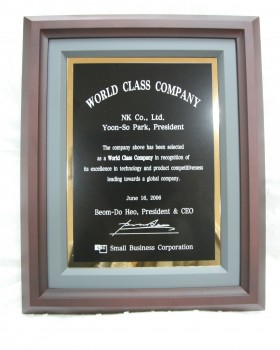 WORLD CLASS COMPANY
NK Co., Ltd.
Yoon-So Park, President
The company above has been selected
as a World Class Company in recognition of
its excellence in technology and product competitiveness
leading towards a global company.
June 16, 2006
Beom-Do Heo, President & CEO
Small Business Corporation